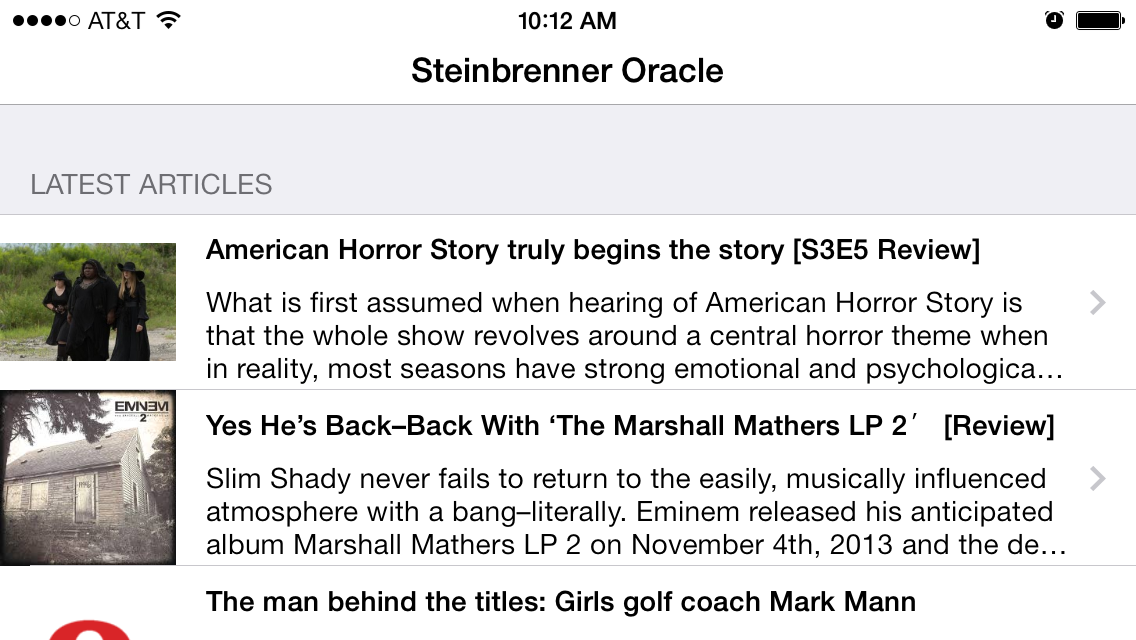 AT&T 10:12 AM
Steinbrenner Oracle
LATEST ARTICLES
American Horror Story truly begins the story [S3E5 Review]
What is first assumed when hearing of American Horror Story is
that the whole show revolves around a central horror theme when
in reality, most seasons have strong emotional and psychologica…
EMINEM
2
Yes He’s Back–Back With ‘The Marshall Mathers LP 2′ [Review]
Slim Shady never fails to return to the easily, musically influenced
atmosphere with a bang–literally. Eminem released his anticipated
album Marshall Mathers LP 2 on November 4th, 2013 and the de…
The man behind the titles: Girls golf coach Mark Mann